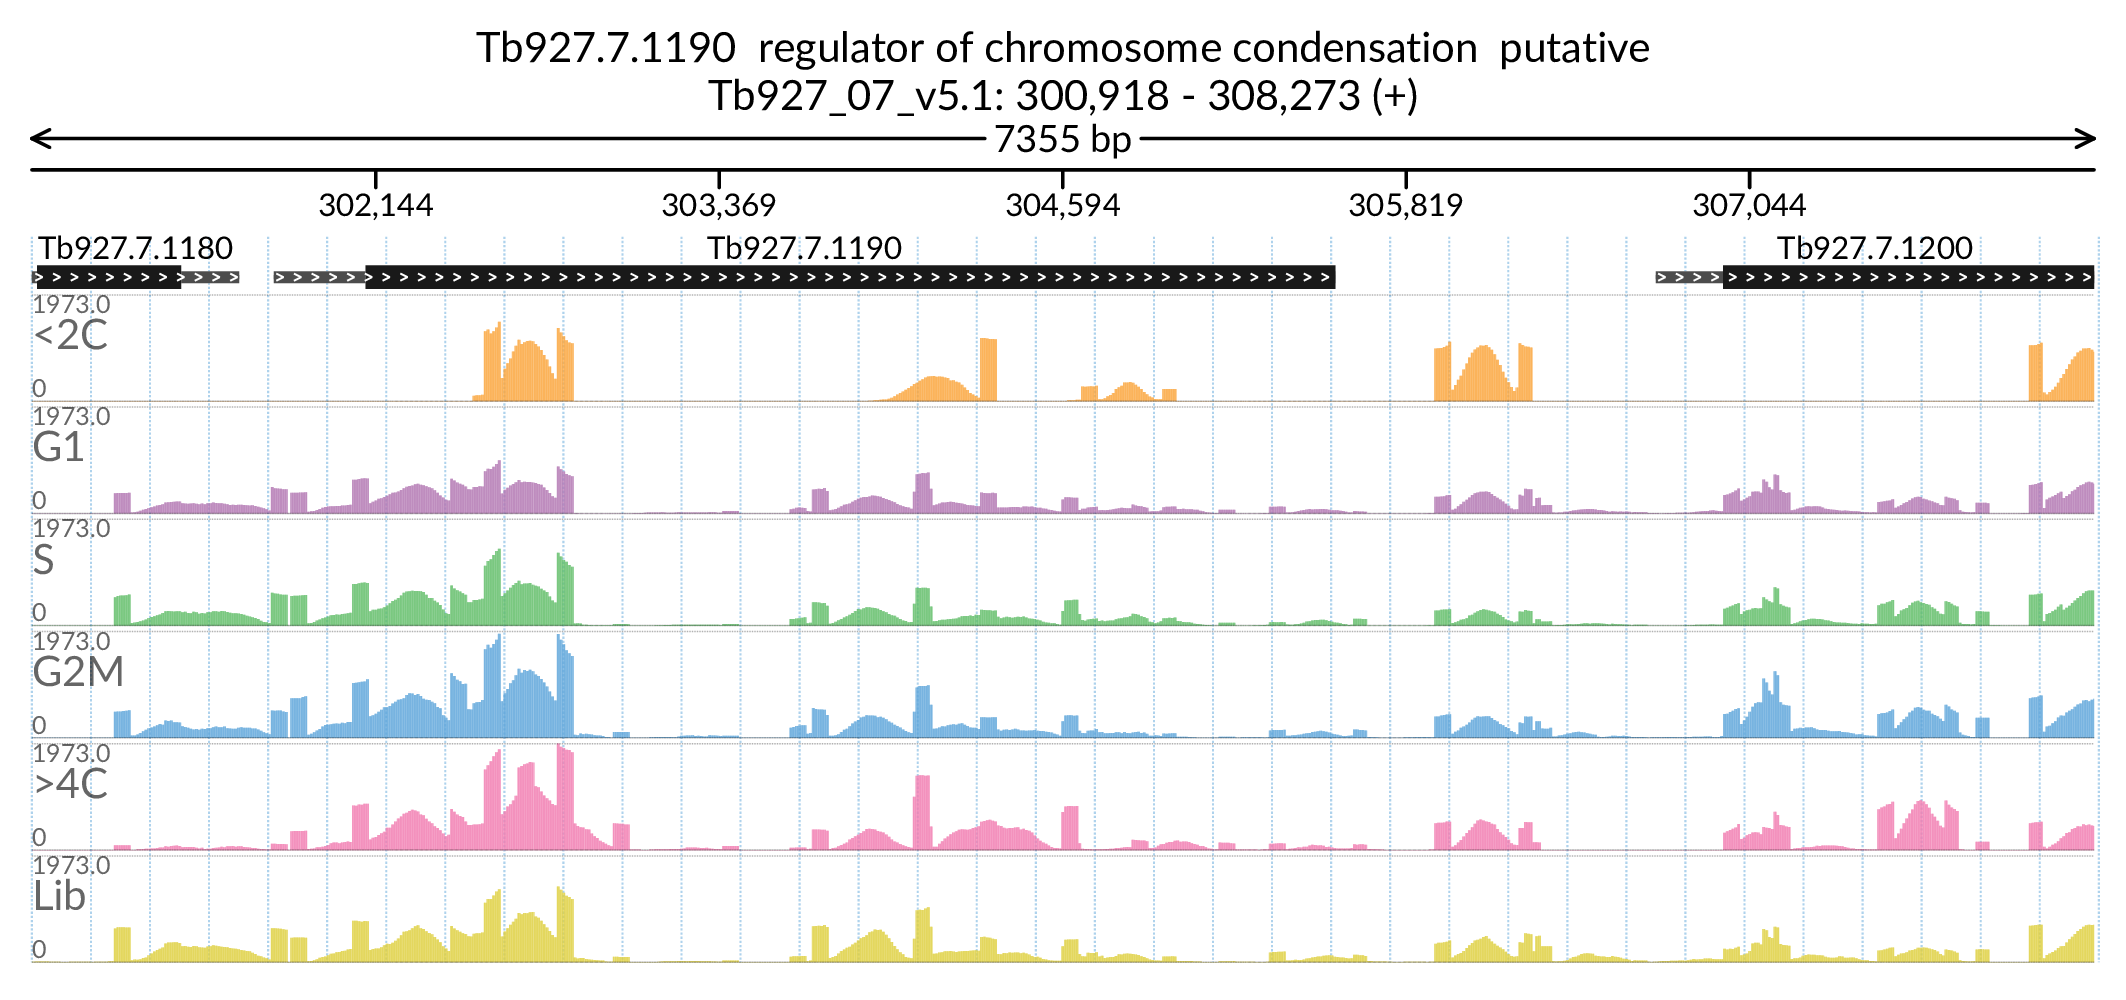 Tb927.7.1190  regulator of chromosome condensation  putative
Tb927_07_v5.1: 300,918 - 308,273 (+)
7355 bp
302,144 303,369 304,594 305,819 307,044
Tb927.7.1180 Tb927.7.1190 Tb927.7.1200
1973.0
<2C
0
1973.0
G1
0
1973.0
S
0
1973.0
G2M
0
1973.0
>4C
0
1973.0
Lib
0